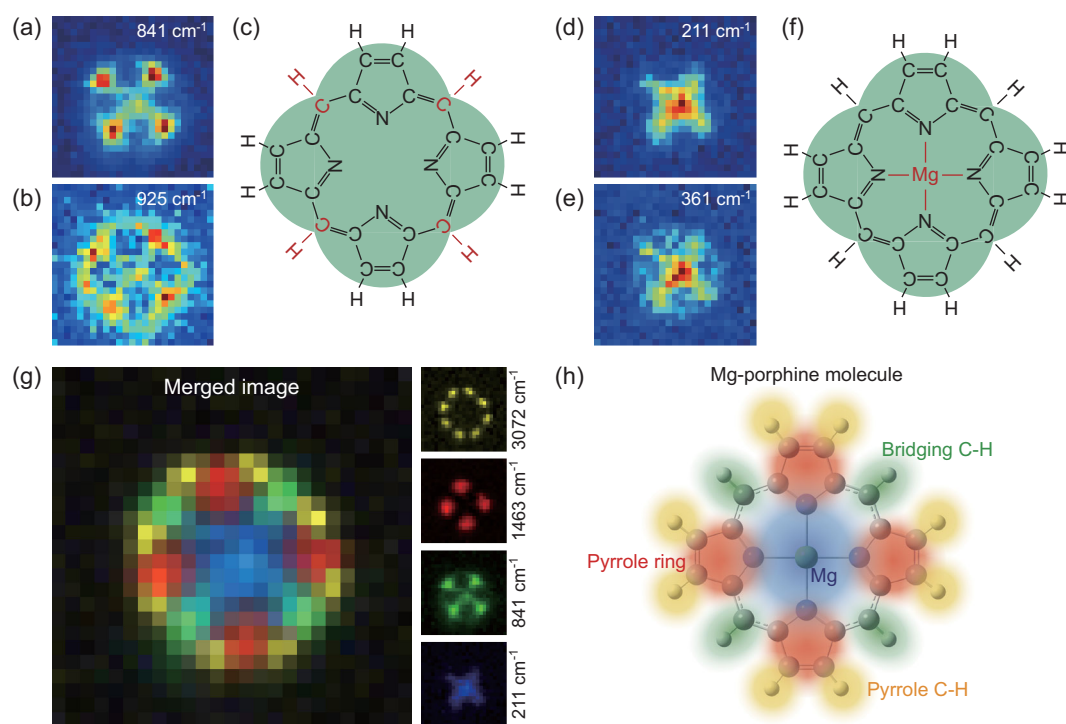 (a)
841 cm⁻¹
(b)
925 cm⁻¹
(c)
H H
H C C H
C C
C C
N
H C C H
C N N C
H C C H
N
C C
H C C H
H H
(d)
211 cm⁻¹
(e)
361 cm⁻¹
(f)
H H
H C C H
C C
C C
N
H C C H
C N Mg N C
H C C H
N
C C
H C C H
H H
(g)
Merged image
3072 cm⁻¹
1463 cm⁻¹
841 cm⁻¹
211 cm⁻¹
(h)
Mg-porphine molecule
Bridging C-H
Pyrrole ring
Mg
Pyrrole C-H